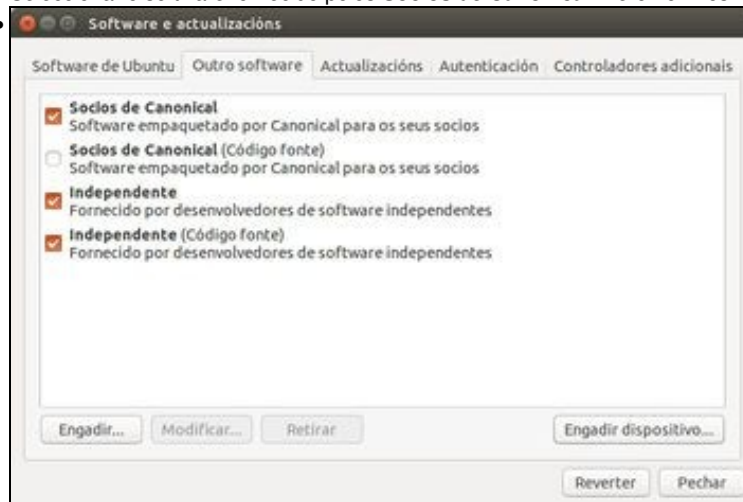 Software e actualizacións
Software de Ubuntu Outro software Actualizacións Autenticación Controladores adicionais
Socios de Canonical
Software empaquetado por Canonical para os seus socios
Socios de Canonical (Código fonte)
Software empaquetado por Canonical para os seus socios
Independente
Fornecido por desenvolvedores de software independentes
Independente (Código fonte)
Fornecido por desenvolvedores de software independentes
Engadir... Modificar... Retirar Engadir dispositivo...
Reverter Pechar